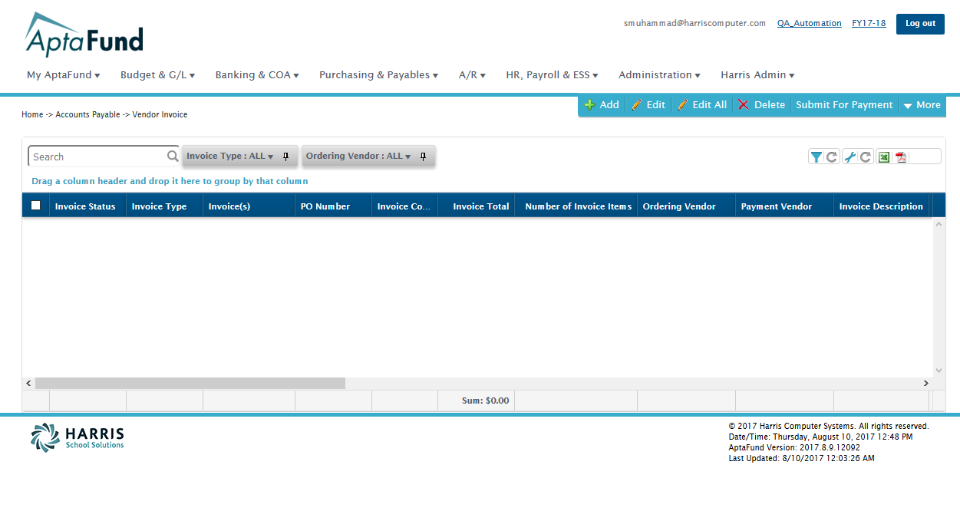 smuhammad@harriscomputer.com QA_Automation FY17-18 Log out
AptaFund
My AptaFund Budget & G/L Banking & COA Purchasing & Payables A/R HR, Payroll & ESS Administration Harris Admin
Add Edit Edit All Delete Submit For Payment More
Home -> Accounts Payable -> Vendor Invoice
Search Invoice Type : ALL Ordering Vendor : ALL
Drag a column header and drop it here to group by that column
Invoice Status Invoice Type Invoice(s) PO Number Invoice Co... Invoice Total Number of Invoice Items Ordering Vendor Payment Vendor Invoice Description
Sum: $0.00
HARRIS
School Solutions
© 2017 Harris Computer Systems. All rights reserved.
Date/Time: Thursday, August 10, 2017 12:48 PM
AptaFund Version: 2017.8.9.12092
Last Updated: 8/10/2017 12:03:26 AM